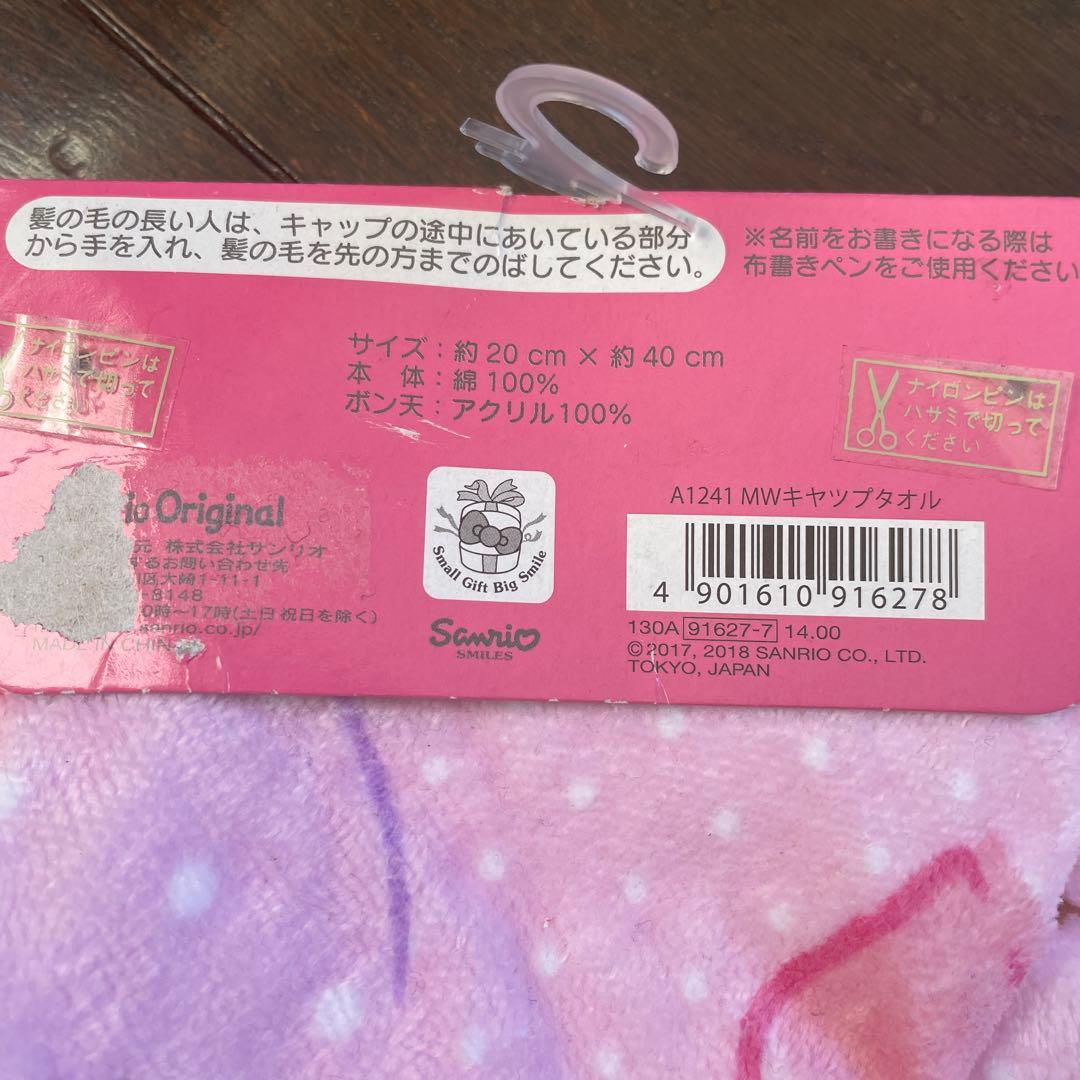 髪の毛の長い人は、キャップの途中にあいている部分
から手を入れ、髪の毛を先の方までのばしてください。
※名前をお書きになる際は
布書きペンをご使用ください
サイズ：約 20 cm × 約 40 cm
本　体：綿 100%
ボン天：アクリル100%
ナイロンピンは
ハサミで切って
ください
ナイロンピンは
ハサミで切って
ください
io Original
元 株式会社サンリオ
するお問い合わせ先
区大崎1-11-1
-8148
0時～17時(土日祝日を除く)
sanrio.co.jp/
MADE IN CHINA
Small Gift Big Smile
Sanrio
SMILES
A1241 MWキヤツプタオル
4 901610 916278
130A 91627-7 14.00
©2017, 2018 SANRIO CO., LTD.
TOKYO, JAPAN